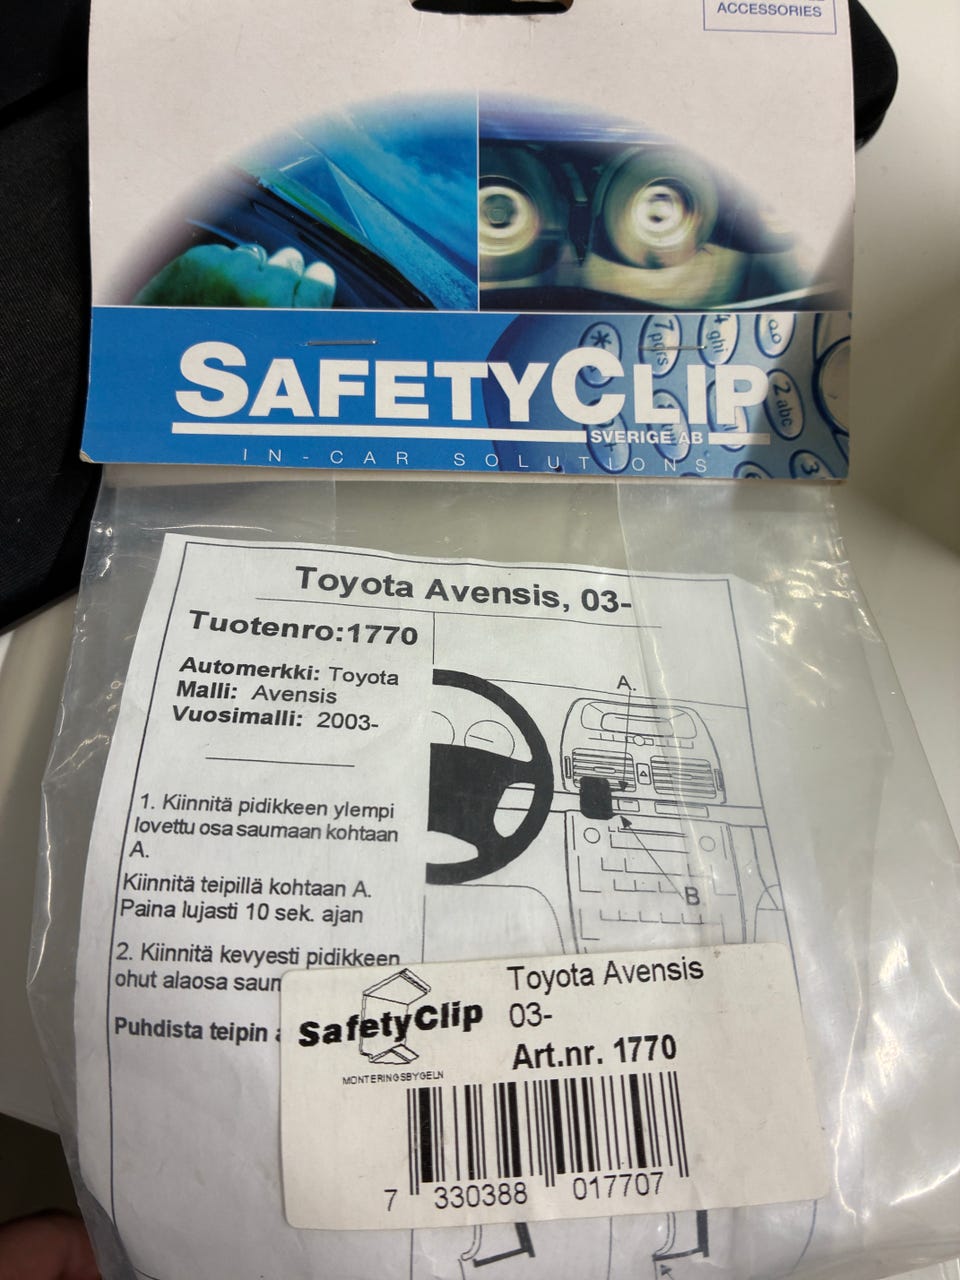 ACCESSORIES
SAFETYCLIP
SVERIGE AB
IN-CAR SOLUTIONS
Toyota Avensis, 03-
Tuotenro:1770
Automerkki: Toyota
Malli: Avensis
Vuosimalli: 2003-
1. Kiinnitä pidikkeen ylempi
lovettu osa saumaan kohtaan
A.
Kiinnitä teipillä kohtaan A.
Paina lujasti 10 sek. ajan
2. Kiinnitä kevyesti pidikkeen
ohut alaosa
Puhdista teipin
A.
B
SafetyClip
MONTERINGSBYGELN
Toyota Avensis
03-
Art.nr. 1770
7 330388 017707